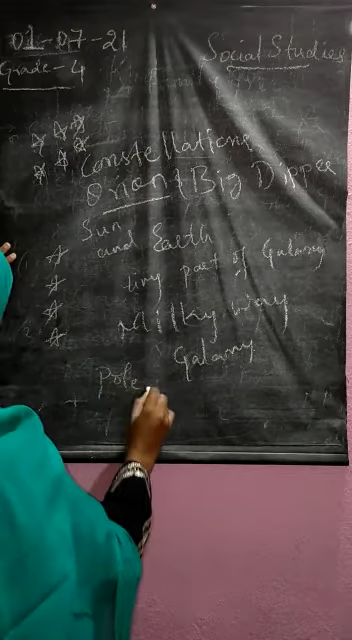 01-07-21
Social Studies
Grade-4
Constellations
Orion & Big Dipper
Sun
and Earth
tiny part of Galaxy
Milky way
Galaxy
Pole